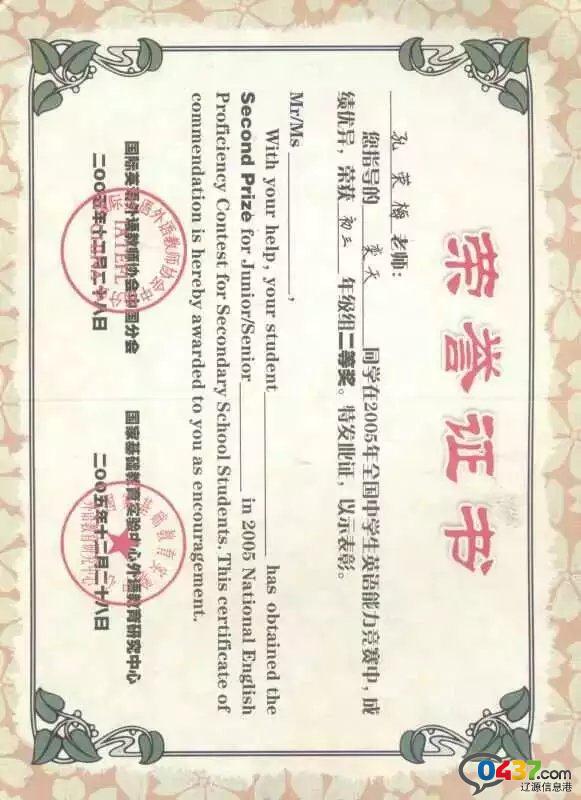 荣誉证书
孔荣梅 老师:
您指导的 栾天 同学在2005年全国中学生英语能力竞赛中，成
绩优异，荣获 初三 年级组二等奖。特发此证，以示表彰。
Mr/Ms ,
With your help, your student has obtained the
Second Prize for Junior/Senior in 2005 National English
Proficiency Contest for Secondary School Students. This certificate of
commendation is hereby awarded to you as encouragement.
国际英语外语教师协会中国分会
二00五年十二月二十八日
国家基础教育实验中心外语教育研究中心
二00五年十二月二十八日
0437.com
辽源信息港